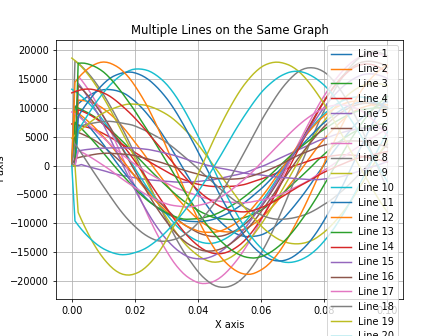 Multiple Lines on the Same Graph
20000
15000
10000
5000
0
−5000
−10000
−15000
−20000
0.00
0.02
0.04
0.06
X axis
Line 1
Line 2
Line 3
Line 4
Line 5
Line 6
Line 7
Line 8
Line 9
Line 10
Line 11
Line 12
Line 13
Line 14
Line 15
Line 16
Line 17
Line 18
Line 19